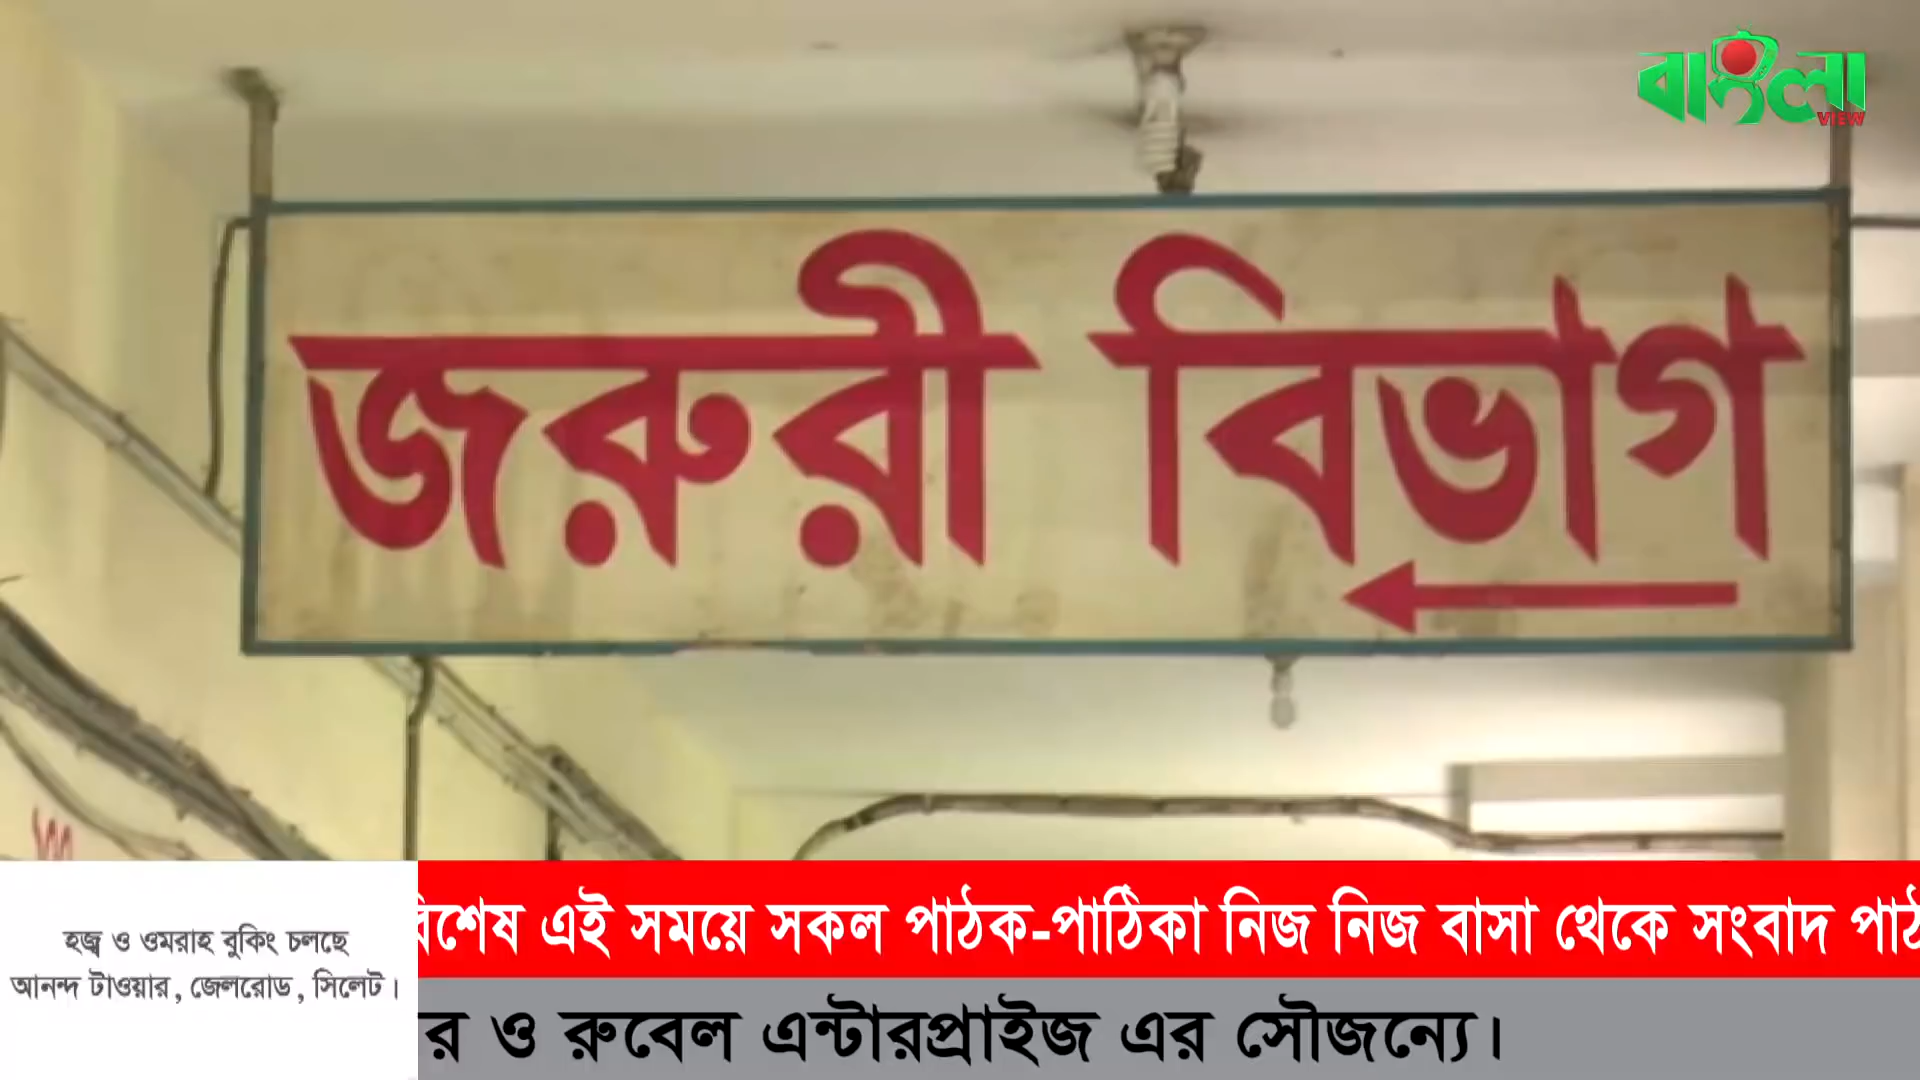 বাংলা
VIEW
জরুরী বিভাগ
বিশেষ এই সময়ে সকল পাঠক-পাঠিকা নিজ নিজ বাসা থেকে সংবাদ
হজ্ব ও ওমরাহ বুকিং চলছে
আনন্দ টাওয়ার, জেলরোড, সিলেট।
র ও রুবেল এন্টারপ্রাইজ এর সৌজন্যে।